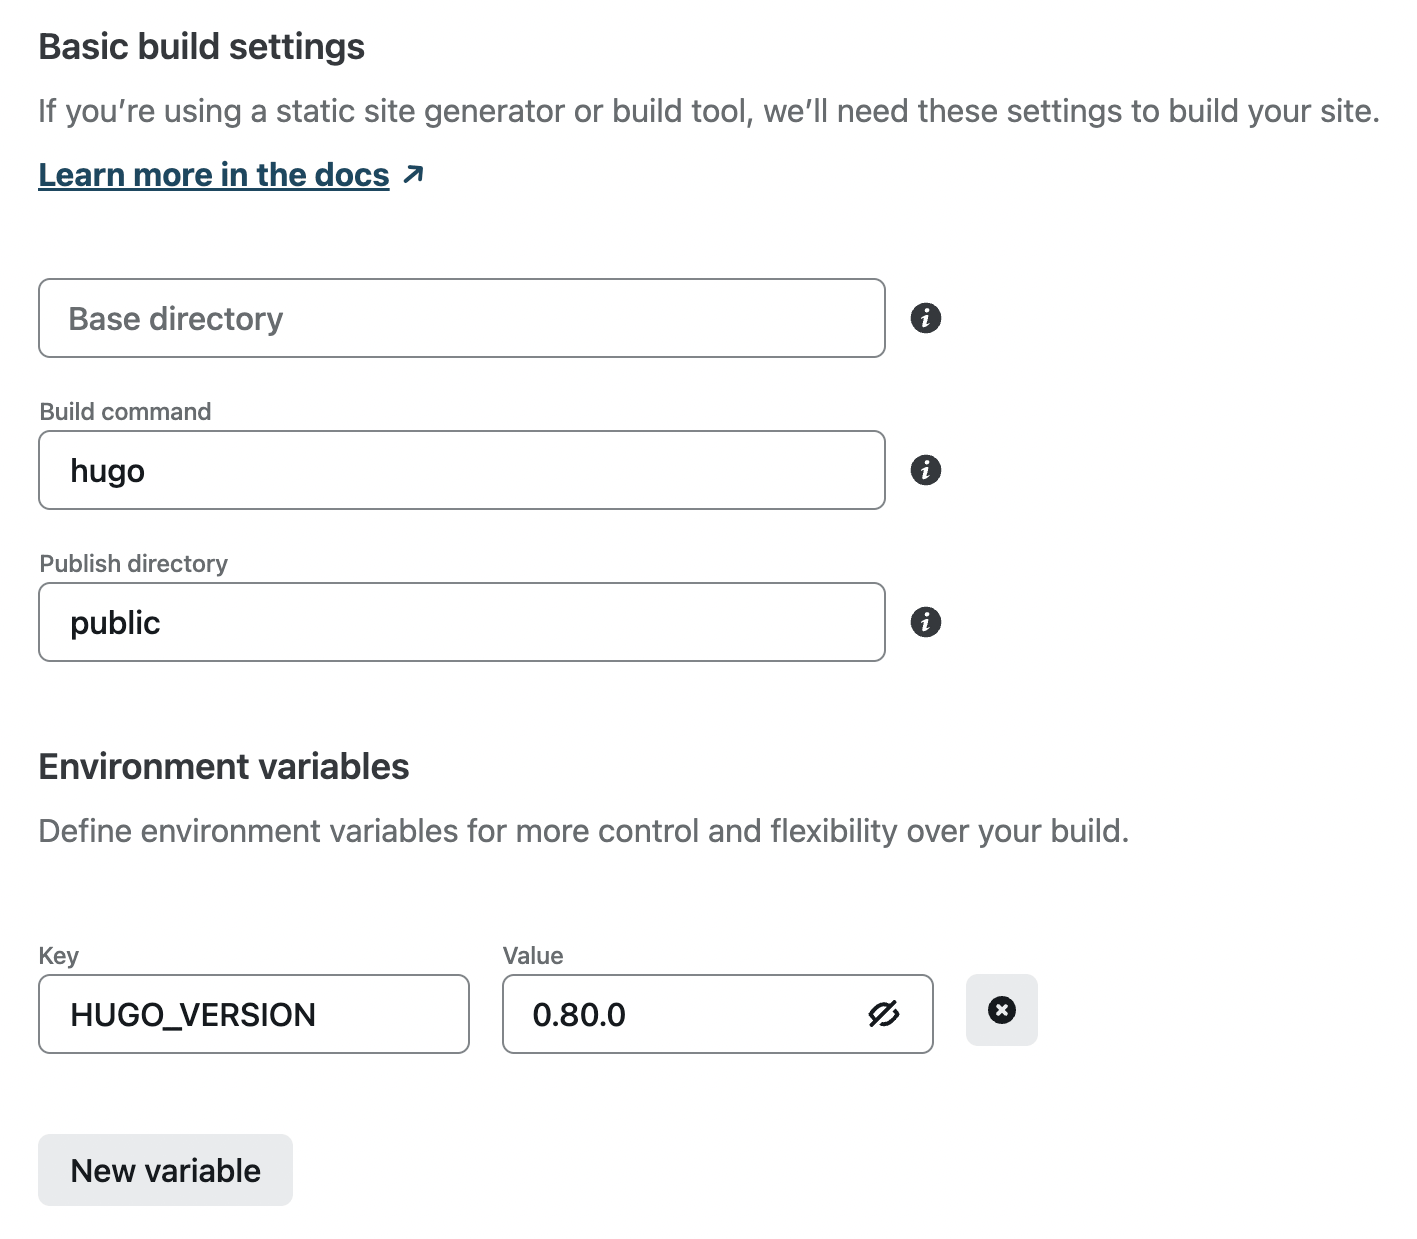 Basic build settings
If you’re using a static site generator or build tool, we’ll need these settings to build your site.
Learn more in the docs
Base directory
Build command
hugo
Publish directory
public
Environment variables
Define environment variables for more control and flexibility over your build.
Key Value
HUGO_VERSION 0.80.0
New variable